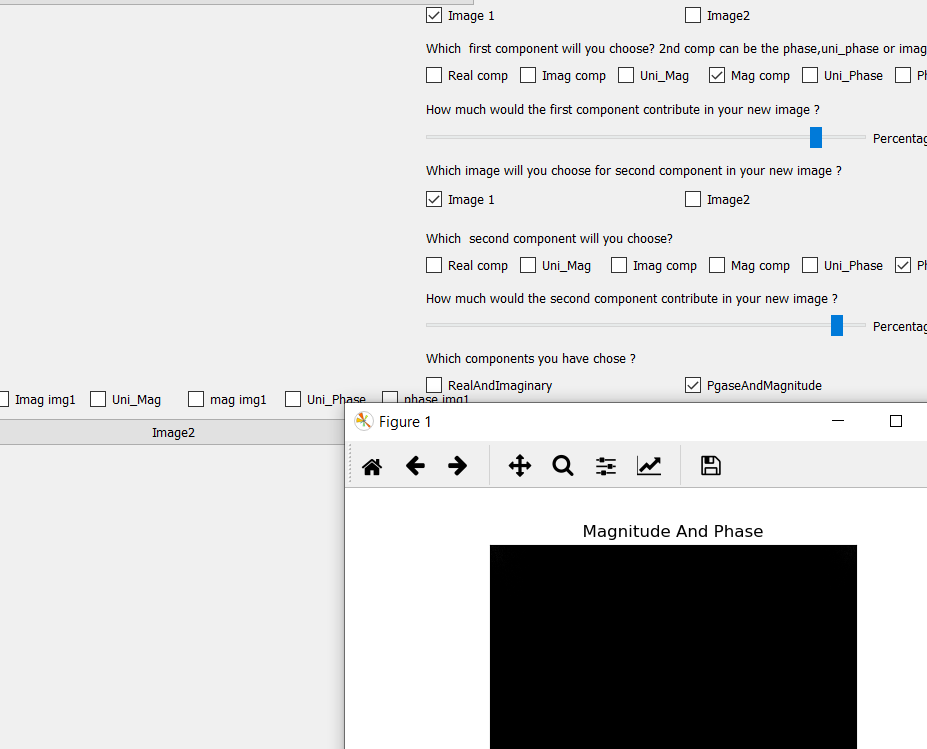 Image 1 Image2
Which first component will you choose? 2nd comp can be the phase,uni_phase or imag
Real comp Imag comp Uni_Mag Mag comp Uni_Phase
How much would the first component contribute in your new image ?
Percentag
Which image will you choose for second component in your new image ?
Image 1 Image2
Which second component will you choose?
Real comp Uni_Mag Imag comp Mag comp Uni_Phase
How much would the second component contribute in your new image ?
Percentag
Which components you have chose ?
RealAndImaginary PgaseAndMagnitude
Imag img1 Uni_Mag mag img1 Uni_Phase phase img1
Image2
Figure 1
Magnitude And Phase